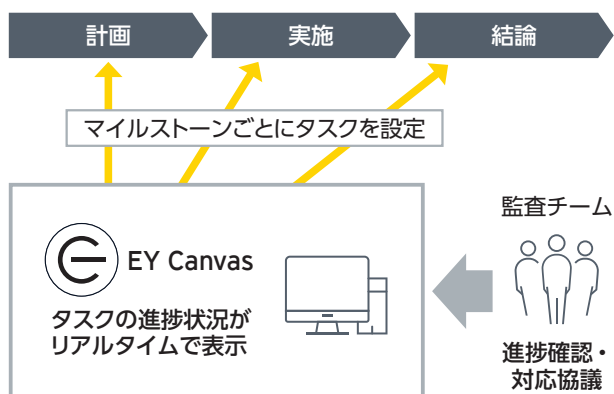 計画
実施
結論
マイルストーンごとにタスクを設定
EY Canvas
タスクの進捗状況が
リアルタイムで表示
監査チーム
進捗確認・
対応協議